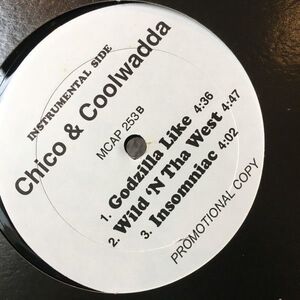 INSTRUMENTAL SIDE
Chico & Coolwadda
MCAP 253B
1. Godzilla Like 4:36
2. Wild 'N Tha West 4:47
3. Insomniac 4:02
PROMOTIONAL COPY